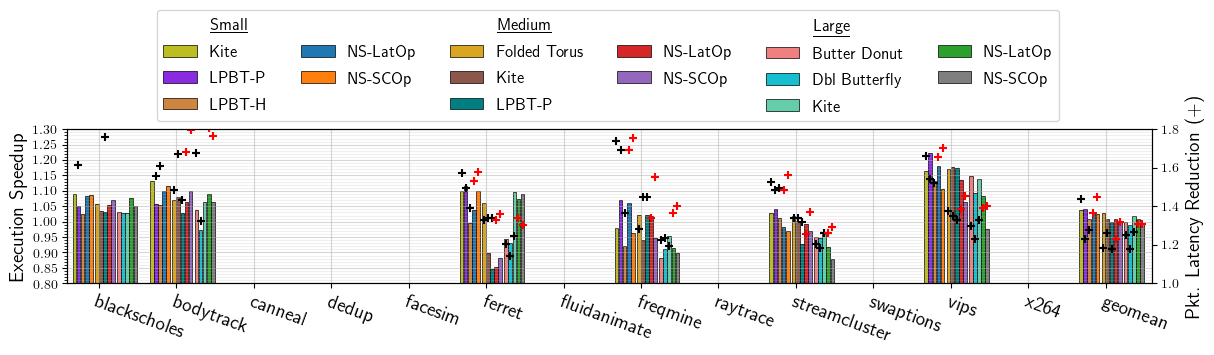 Small Medium Large
Kite NS-LatOp Folded Torus NS-LatOp Butter Donut NS-LatOp
LPBT-P NS-SCOp Kite NS-SCOp Dbl Butterfly NS-SCOp
LPBT-H LPBT-P Kite
Execution Speedup
1.30
1.25
1.20
1.15
1.10
1.05
1.00
0.95
0.90
0.85
0.80
1.8
1.6
1.4
1.2
1.0
Pkt. Latency Reduction (+)
blackscholes bodytrack canneal dedup facesim ferret fluidanimate freqmine raytrace streamcluster swaptions vips x264 geomean